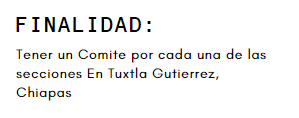 FINALIDAD:
Tener un Comite por cada una de las
secciones En Tuxtla Gutierrez,
Chiapas